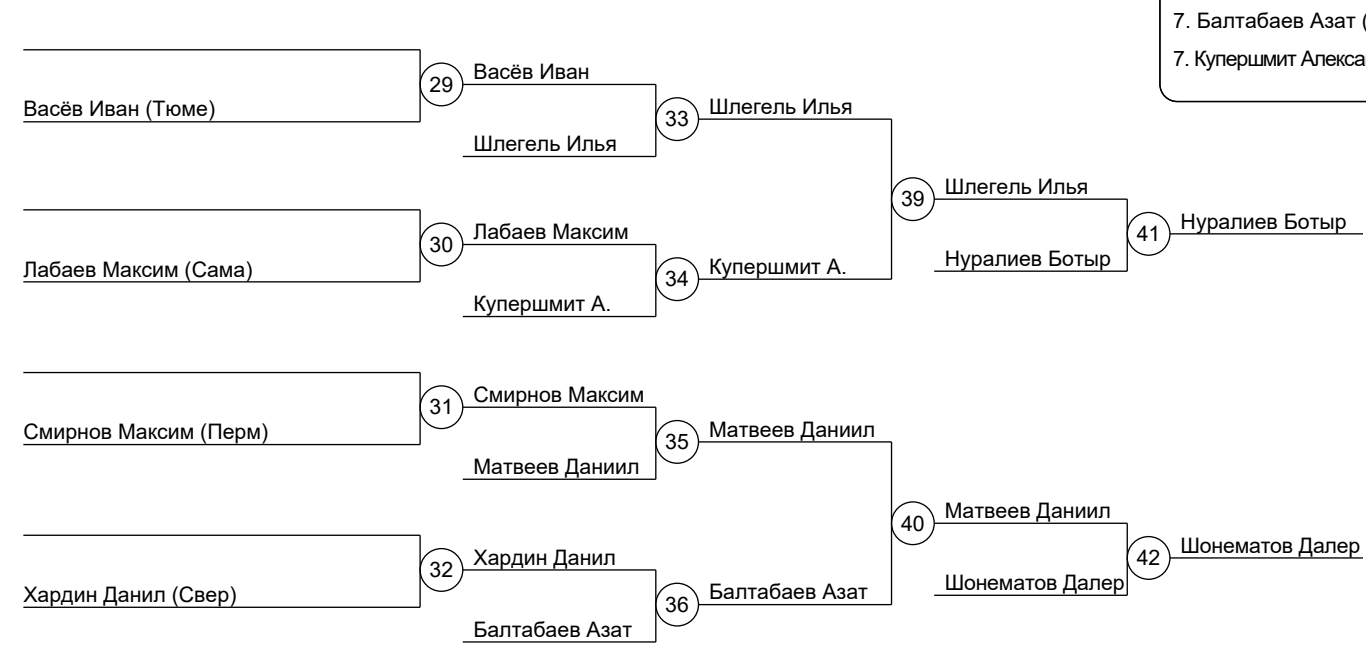 7. Балтабаев Азат (
7. Купершмит Алекса
29 Васёв Иван
Васёв Иван (Тюме)
33 Шлегель Илья
Шлегель Илья
39 Шлегель Илья
30 Лабаев Максим
41 Нуралиев Ботыр
Лабаев Максим (Сама)
34 Купершмит А.
Нуралиев Ботыр
Купершмит А.
31 Смирнов Максим
Смирнов Максим (Перм)
35 Матвеев Даниил
Матвеев Даниил
40 Матвеев Даниил
32 Хардин Данил
42 Шонематов Далер
Хардин Данил (Свер)
36 Балтабаев Азат
Шонематов Далер
Балтабаев Азат